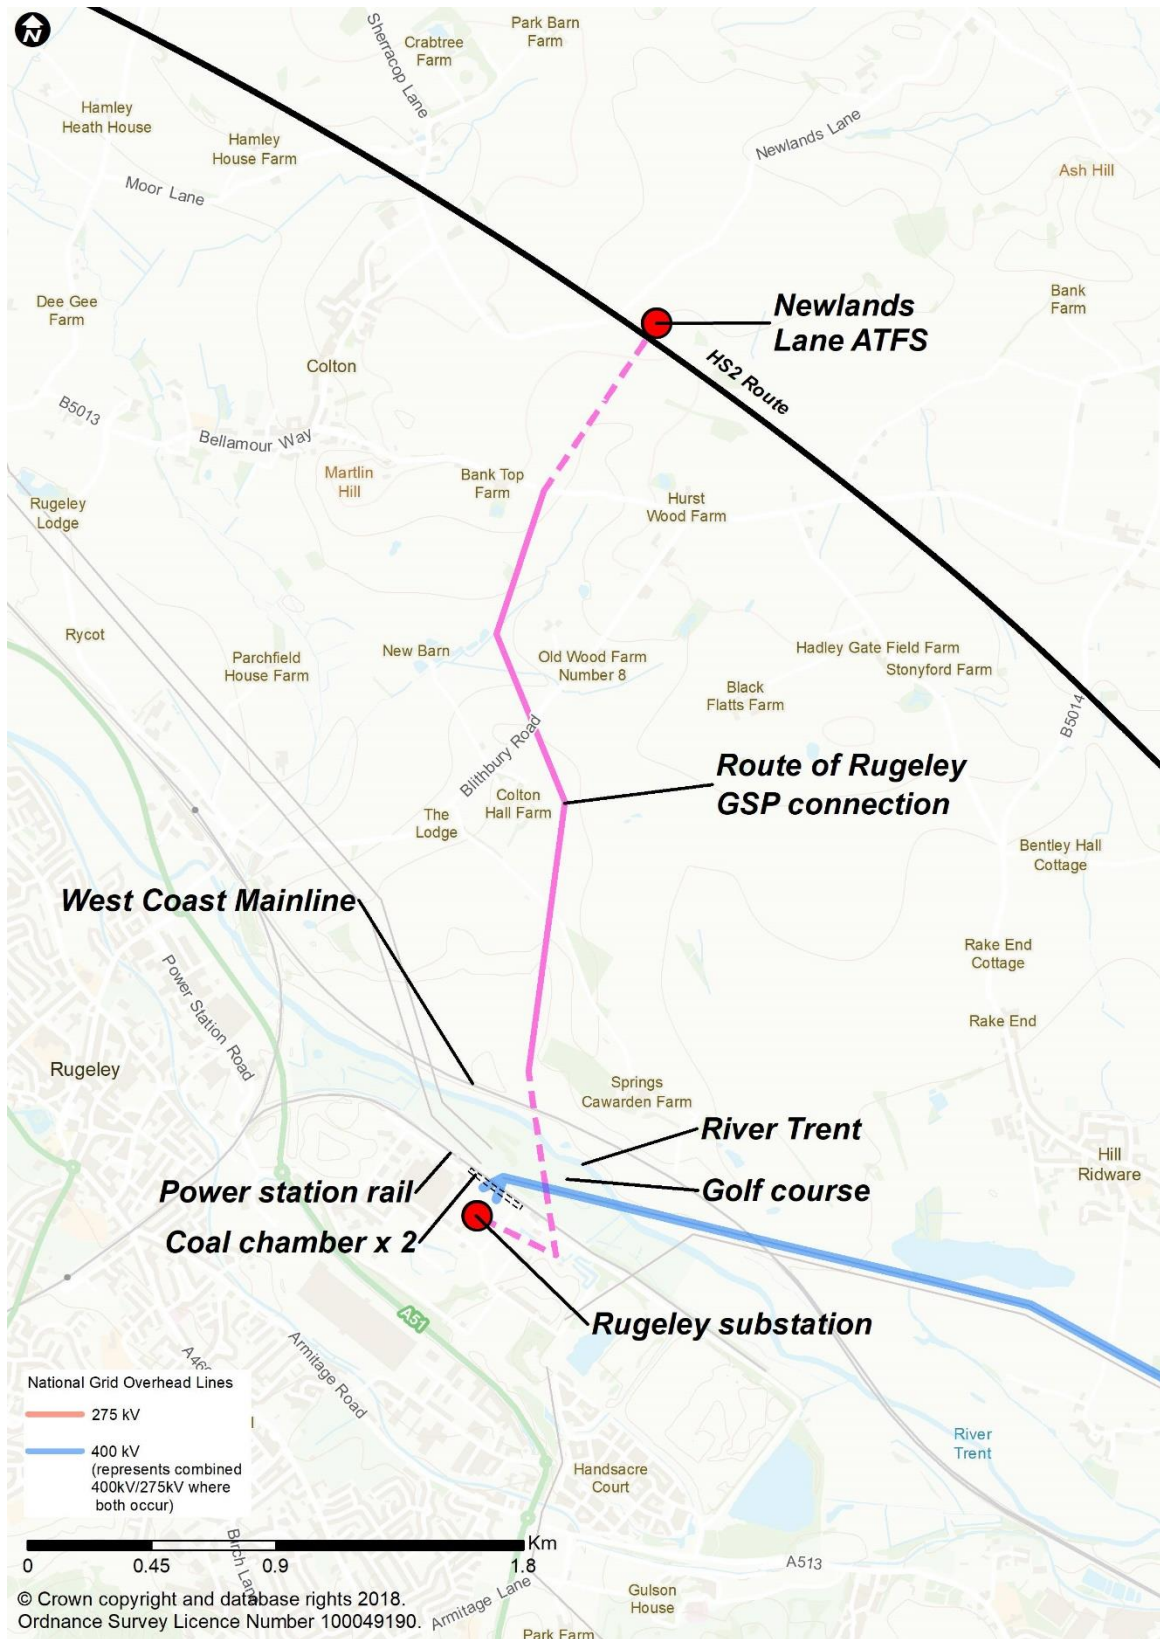 N
Park Barn
Farm
Crabtree
Farm
Sherracop Lane
Hamley
Heath House
Hamley
House Farm
Newlands Lane
Moor Lane
Ash Hill
Dee Gee
Farm
Bank
Farm
Newlands
Lane ATFS
HS2 Route
Colton
B5013
Bellamour Way
Martlin
Hill
Bank Top
Farm
Hurst
Wood Farm
Rugeley
Lodge
Rycot
Parchfield
House Farm
New Barn
Old Wood Farm
Number 8
Hadley Gate Field Farm
Stonyford Farm
Black
Flatts Farm
B5014
Blithbury Road
Route of Rugeley
GSP connection
Colton
Hall Farm
The
Lodge
Bentley Hall
Cottage
West Coast Mainline
Rake End
Cottage
Power Station Road
Rake End
Rugeley
Springs
Cawarden Farm
River Trent
Hill
Ridware
Power station rail
Golf course
Coal chamber x 2
Rugeley substation
A51
Armitage Road
National Grid Overhead Lines
275 kV
400 kV
(represents combined
400kV/275kV where
both occur)
River
Trent
Handsacre
Court
Km
0
0.45
0.9
1.8
A513
Armitage Lane
Gulson
House
© Crown copyright and database rights 2018.
Ordnance Survey Licence Number 100049190.
Park Farm